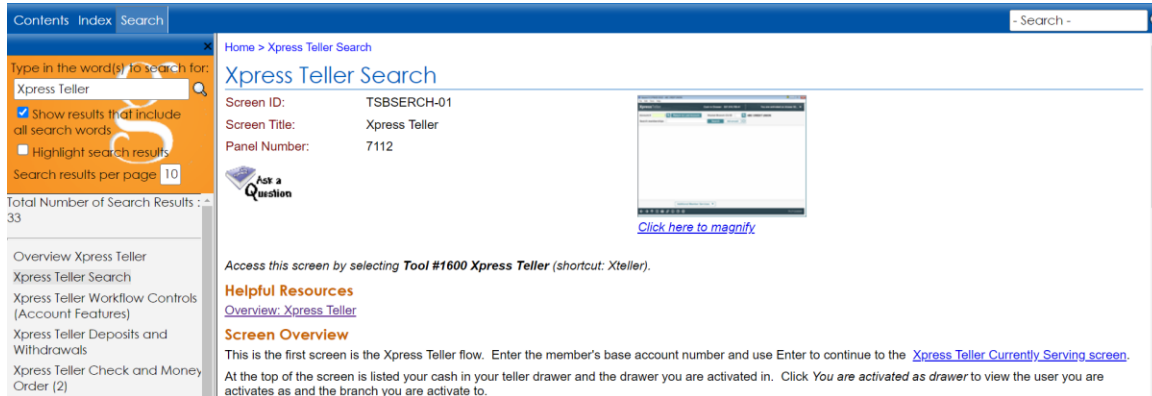 Contents Index Search
- Search -
Type in the word(s) to search for:
Xpress Teller
Show results that include
all search words
Highlight search results
Search results per page 10
Total Number of Search Results :
33
Overview Xpress Teller
Xpress Teller Search
Xpress Teller Workflow Controls
(Account Features)
Xpress Teller Deposits and
Withdrawals
Xpress Teller Check and Money
Order (2)
Home > Xpress Teller Search
Xpress Teller Search
Screen ID: TSBSERCH-01
Screen Title: Xpress Teller
Panel Number: 7112
Ask a
Question
Click here to magnify
Access this screen by selecting Tool #1600 Xpress Teller (shortcut: Xteller).
Helpful Resources
Overview: Xpress Teller
Screen Overview
This is the first screen is the Xpress Teller flow. Enter the member's base account number and use Enter to continue to the Xpress Teller Currently Serving screen.
At the top of the screen is listed your cash in your teller drawer and the drawer you are activated in. Click You are activated as drawer to view the user you are
activates as and the branch you are activate to.